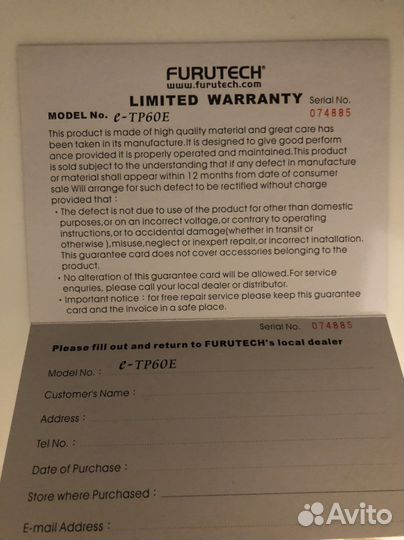 FURUTECH®
www.furutech.com
LIMITED WARRANTY Serial No.
MODEL No. e-TP60E 074885
This product is made of high quality material and great care has
been taken in its manufacture.It is designed to give good perform
ance provided it is properly operated and maintained.This product
is sold subject to the understanding that if any defect in manufacture
or material shall appear within 12 months from date of consumer
sale Will arrange for such defect to be rectified without charge
provided that :
· The defect is not due to use of the product for other than domestic
purposes,or on an incorrect voltage,or contrary to operating
instructions,or to accidental damage(whether in transit or
otherwise ),misuse,neglect or inexpert repair,or incorrect inatallation.
This guarantee card does not cover accessories belonging to the
product.
· No alteration of this guarantee card will be allowed.For service
enquries, please call your local dealer or distributor.
· Important notice : for free repair service please keep this guarantee
card and the invoice in a safe place.
Serial No. 074885
Please fill out and return to FURUTECH's local dealer
Model No. : e-TP60E
Customer's Name :
Address :
Tel No. :
Date of Purchase :
Store where Purchased :
E-mail Address :
Avito